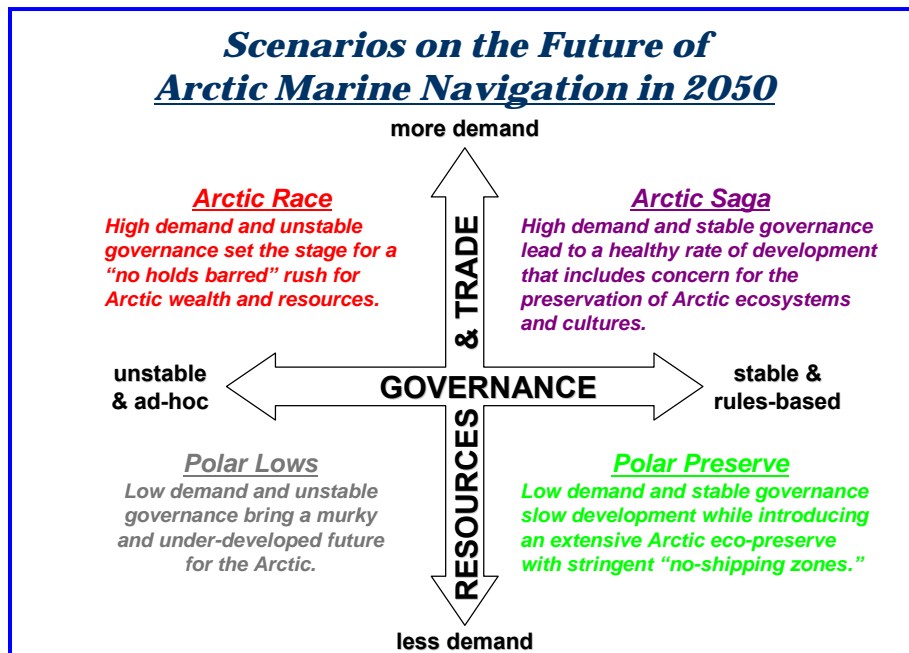 Scenarios on the Future of
Arctic Marine Navigation in 2050
more demand
Arctic Race
High demand and unstable
governance set the stage for a
“no holds barred” rush for
Arctic wealth and resources.
Arctic Saga
High demand and stable governance
lead to a healthy rate of development
that includes concern for the
preservation of Arctic ecosystems
and cultures.
unstable
& ad-hoc
GOVERNANCE
stable &
rules-based
RESOURCES & TRADE
Polar Lows
Low demand and unstable
governance bring a murky
and under-developed future
for the Arctic.
Polar Preserve
Low demand and stable governance
slow development while introducing
an extensive Arctic eco-preserve
with stringent “no-shipping zones.”
less demand